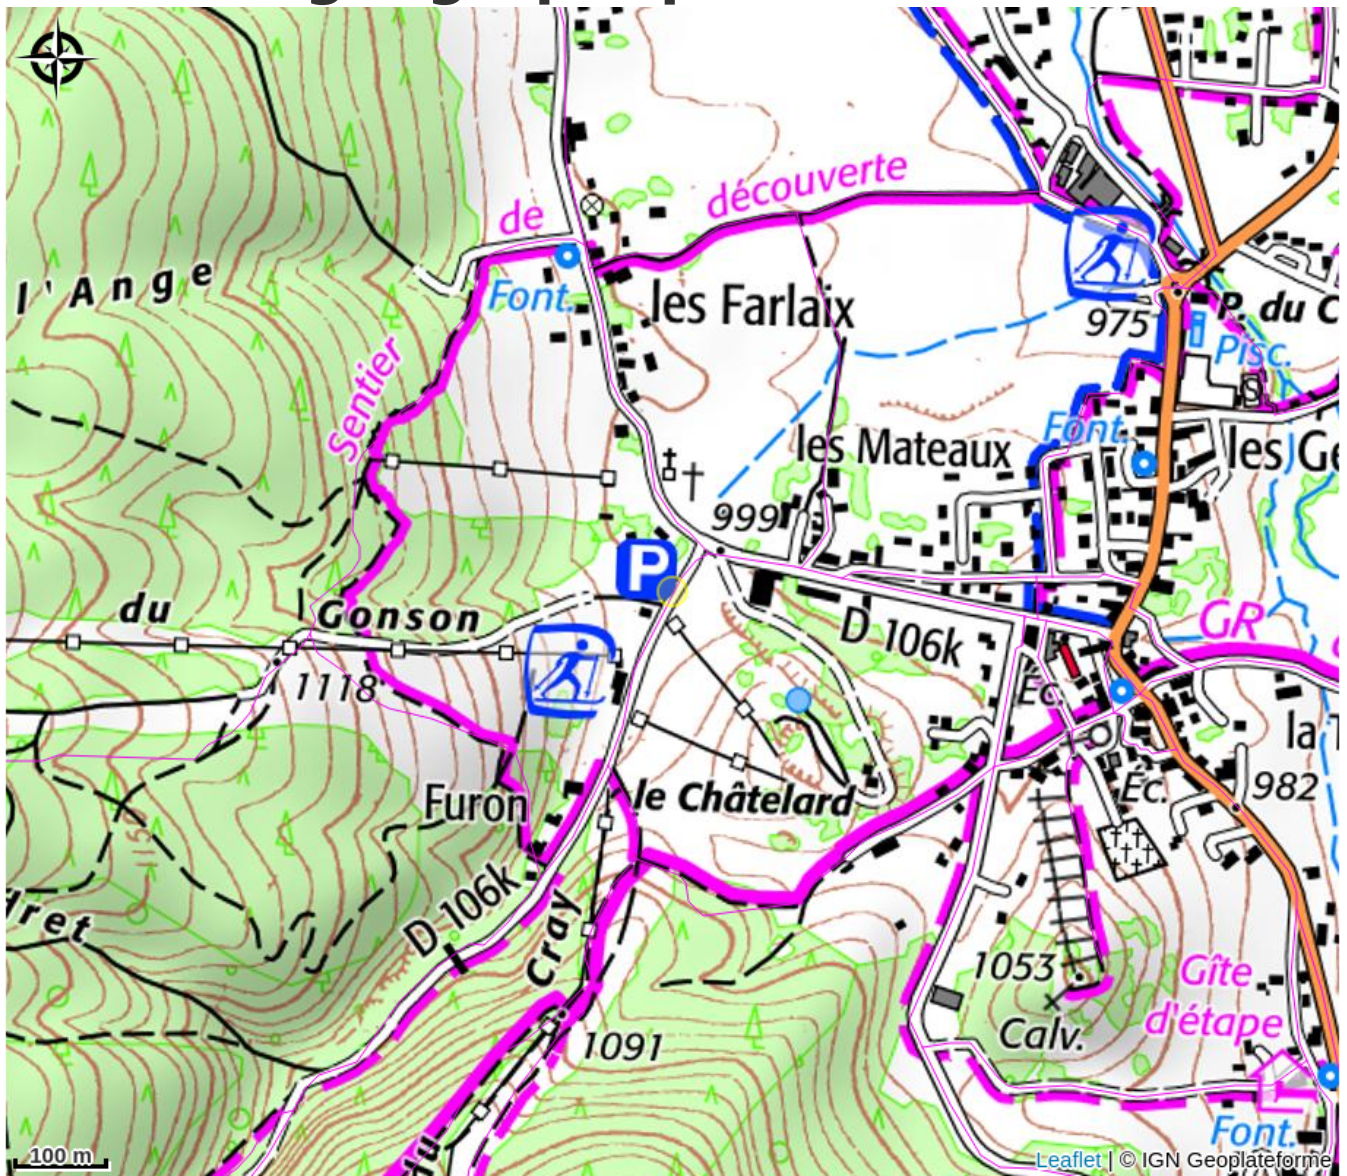 de
découverte
l'Ange
Font.
les Farlaix
975
P. du C
Pisc.
S
Sentier
Font.
les Mateaux
les Ge
999
P
du
Gonson
D 106k
GR
1118
Éc.
la
Furon
le Châtelard
Éc.
982
D 106k
Cray
1053
Gîte
d'étape
Calv.
1091
Font.
100 m
Leaflet | © IGN Geoplateforme